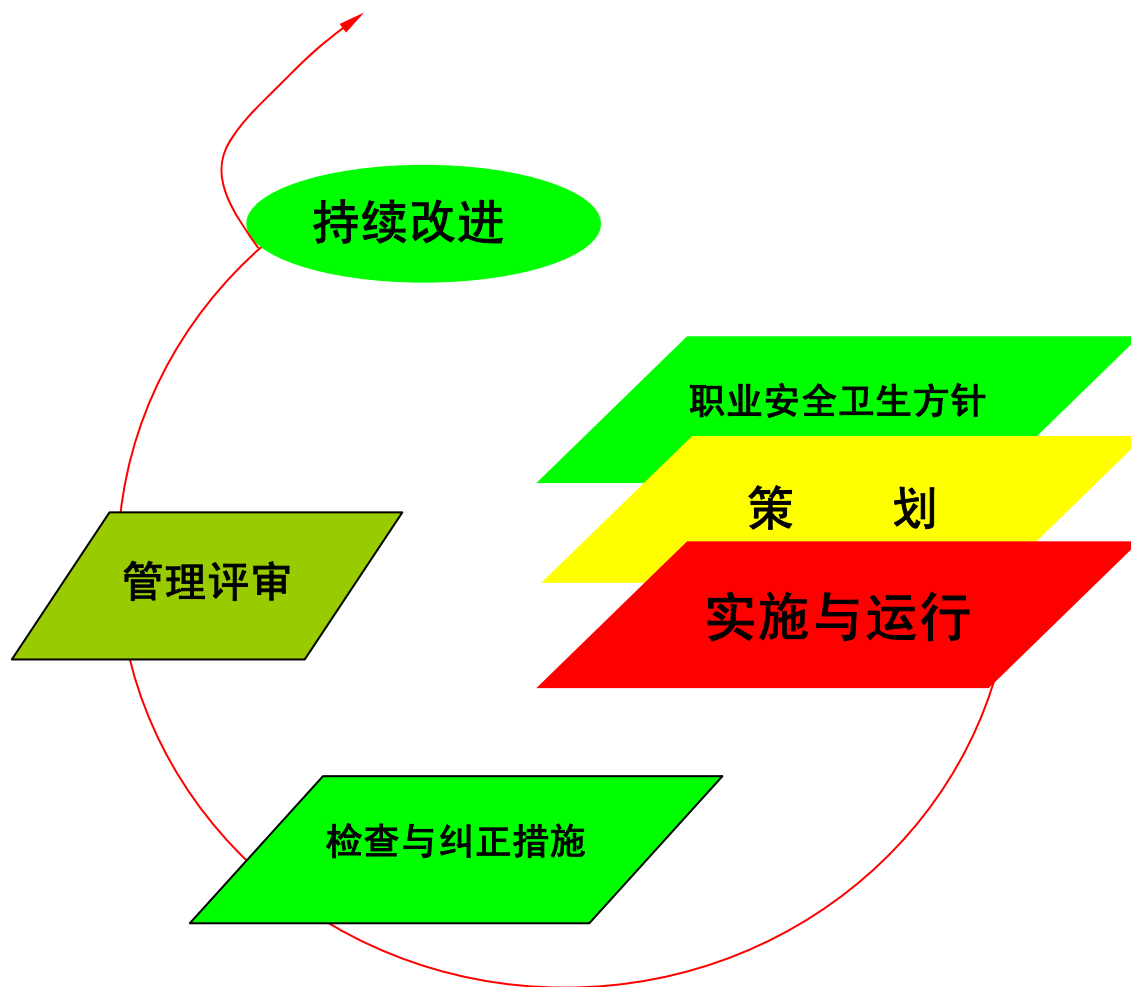 持续改进
职业安全卫生方针
策 划
实施与运行
管理评审
检查与纠正措施